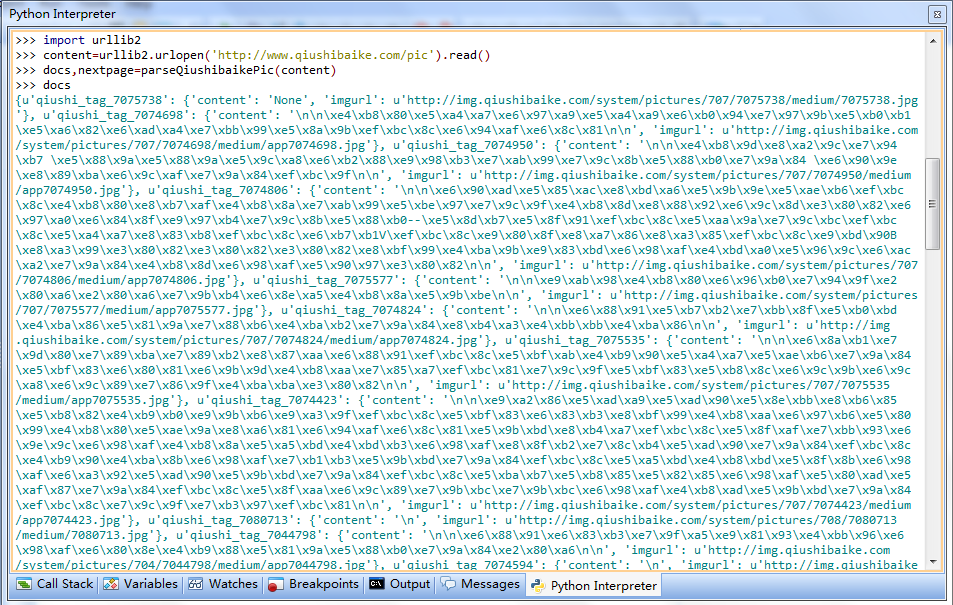 Python Interpreter
>>> import urllib2
>>> content=urllib2.urlopen('http://www.qiushibaike.com/pic').read()
>>> docs,nextpage=parseQiushibaikePic(content)
>>> docs
{u'qiushi_tag_7075738': {'content': 'None', 'imgurl': u'http://img.qiushibaike.com/system/pictures/707/7075738/medium/7075738.jpg
'}, u'qiushi_tag_7074698': {'content': '\n\n\xe4\xb8\x80\xe5\xa4\xa7\xe6\x97\xa9\xe5\xa4\xa9\xe6\xb0\x94\xe7\x97\x9b\xe5\xb0\xb1
\xe5\xa6\x82\xe6\xad\xa4\xe7\xbb\x99\xe5\x8a\x9b\xef\xbc\x8c\xe6\x94\xaf\xe6\x8c\x81\n\n', 'imgurl': u'http://img.qiushibaike.com
/system/pictures/707/7074698/medium/app7074698.jpg'}, u'qiushi_tag_7074950': {'content': '\n\n\xe4\xb8\x9d\xe8\xa2\x9c\xe7\x94
\xb7 \xe5\x88\x9a\xe5\x88\x9a\xe5\x9c\xa8\xe6\xb2\x88\xe9\x98\xb3\xe7\xab\x99\xe7\x9c\x8b\xe5\x88\xb0\xe7\x9a\x84 \xe6\x90\x9e
\xe8\x89\xba\xe6\x9c\xaf\xe7\x9a\x84\xef\xbc\x9f\n\n', 'imgurl': u'http://img.qiushibaike.com/system/pictures/707/7074950/medium
/app7074950.jpg'}, u'qiushi_tag_7074806': {'content': '\n\n\xe6\x90\xad\xe5\x85\xac\xe8\xbd\xa6\xe5\x9b\x9e\xe5\xae\xb6\xef\xbc
\x8c\xe4\xb8\x80\xe8\xb7\xaf\xe4\xb8\x8a\xe7\xab\x99\xe5\xbe\x97\xe7\x9c\x9f\xe4\xb8\x8d\xe8\x88\x92\xe6\x9c\x8d\xe3\x80\x82\xe6
\x97\xa0\xe6\x84\x8f\xe9\x97\xb4\xe7\x9c\x8b\xe5\x88\xb0--\xe5\x8d\xb7\xe5\x8f\x91\xef\xbc\x8c\xe5\xaa\x9a\xe7\x9c\xbc\xef\xbc
\x8c\xe5\xa4\xa7\xe8\x83\xb8\xef\xbc\x8c\xe6\xb7\xb1V\xef\xbc\x8c\xe9\x80\x8f\xe8\xa7\x86\xe8\xa3\x85\xef\xbc\x8c\xe9\xbd\x90B
\xe8\xa3\x99\xe3\x80\x82\xe3\x80\x82\xe3\x80\x82\xe8\xbf\x99\xe4\xba\x9b\xe9\x83\xbd\xe6\x98\xaf\xe4\xbd\xa0\xe5\x96\x9c\xe6\xac
\xa2\xe7\x9a\x84\xe4\xb8\x8d\xe6\x98\xaf\xe5\x90\x97\xe3\x80\x82\n\n', 'imgurl': u'http://img.qiushibaike.com/system/pictures/707
/7074806/medium/app7074806.jpg'}, u'qiushi_tag_7075577': {'content': '\n\n\xe9\xab\x98\xe4\xb8\x80\xe6\x96\xb0\xe7\x94\x9f\xe2
\x80\xa6\xe2\x80\xa6\xe7\x9b\xb4\xe6\x8e\xa5\xe4\xb8\x8a\xe5\x9b\xbe\n\n', 'imgurl': u'http://img.qiushibaike.com/system/pictures
/707/7075577/medium/app7075577.jpg'}, u'qiushi_tag_7074824': {'content': '\n\n\xe6\x88\x91\xe5\xb7\xb2\xe7\xbb\x8f\xe5\xb0\xbd
\xe4\xba\x86\xe5\x81\x9a\xe7\x88\xb6\xe4\xba\xb2\xe7\x9a\x84\xe8\xb4\xa3\xe4\xbb\xbb\xe4\xba\x86\n\n', 'imgurl': u'http://img
.qiushibaike.com/system/pictures/707/7074824/medium/app7074824.jpg'}, u'qiushi_tag_7075535': {'content': '\n\n\xe6\x8a\xb1\xe7
\x9d\x80\xe7\x89\xba\xe7\x89\xb2\xe8\x87\xaa\xe6\x88\x91\xef\xbc\x8c\xe5\xbf\xab\xe4\xb9\x90\xe5\xa4\xa7\xe5\xae\xb6\xe7\x9a\x84
\xe5\xbf\x83\xe6\x80\x81\xe4\xb9\x9d\xe4\xb8\xaa\xe7\x85\xa7\xef\xbc\x81\xe7\x9c\x9f\xe5\xbf\x83\xe5\xb8\x8c\xe6\x9c\x9b\xe6\x9c
\xa8\xe6\x9c\x89\xe7\x86\x9f\xe4\xba\xba\xe3\x80\x82\n\n', 'imgurl': u'http://img.qiushibaike.com/system/pictures/707/7075535
/medium/app7075535.jpg'}, u'qiushi_tag_7074423': {'content': '\n\n\xe9\xa2\x86\xe5\xad\xa9\xe5\xad\x90\xe5\x8e\xbb\xe8\xb6\x85
\xe5\xb8\x82\xe4\xb9\xb0\xe9\x9b\xb6\xe9\xa3\x9f\xef\xbc\x8c\xe5\xbf\x83\xe6\x83\xb3\xe8\xbf\x99\xe4\xb8\xaa\xe6\x97\xb6\xe5\x80
\x99\xe4\xb8\x80\xe5\xae\x9a\xe8\xa6\x81\xe6\x94\xaf\xe6\x8c\x81\xe5\x9b\xbd\xe8\xb4\xa7\xef\xbc\x8c\xe5\x8f\xaf\xe7\xbb\x93\xe6
\x9e\x9c\xe6\x98\xaf\xe4\xb8\x8a\xe5\xa5\xbd\xe4\xbd\xb3\xe6\x98\xaf\xe8\x8f\xb2\xe7\x8c\xb4\xe5\xad\x90\xe7\x9a\x84\xef\xbc\x8c
\xe4\xb9\x90\xe4\xba\x8b\xe6\x98\xaf\xe7\xb1\xb3\xe5\x9b\xbd\xe7\x9a\x84\xef\xbc\x8c\xe5\xa5\xbd\xe4\xb8\xbd\xe5\x8f\x8b\xe6\x98
\xaf\xe6\xa3\x92\xe5\xad\x90\xe5\x9b\xbd\xe7\x9a\x84\xef\xbc\x8c\xe5\xba\xb7\xe5\xb8\x85\xe5\x82\x85\xe6\x98\xaf\xe5\x80\xad\xe5
\xaf\x87\xe7\x9a\x84\xef\xbc\x8c\xe5\x8f\xaa\xe6\x9c\x89\xe7\x9b\xbc\xe7\x9b\xbc\xe6\x98\xaf\xe4\xb8\xad\xe5\x9b\xbd\xe7\x9a\x84
\xef\xbc\x8c\xe7\x9c\x9f\xe7\x9a\x84\xe5\x9b\xa7\xe3\x97\xbc\x81\n\n', 'imgurl': u'http://img.qiushibaike.com/system/pictures/707/7074423/medium
/app7074423.jpg'}, u'qiushi_tag_7080713': {'content': '\n', 'imgurl': u'http://img.qiushibaike.com/system/pictures/708/7080713
/medium/7080713.jpg'}, u'qiushi_tag_7044798': {'content': '\n\n\xe6\x88\x91\xe6\x83\xb3\xe7\x9f\xa5\xe9\x81\x93\xe4\xbb\x96\xe6
\x98\xaf\xe6\x80\x8e\xe4\xb9\x88\xe5\x81\x9a\xe5\x88\xb0\xe7\x9a\x84\xe2\x80\xa6\n\n', 'imgurl': u'http://img.qiushibaike.com
/system/pictures/704/7044798/medium/app7044798.jpg'}, u'qiushi_tag_7074594': {'content': '\n', 'imgurl': u'http://img.qiushibaike
Call Stack
Variables
Watches
Breakpoints
Output
Messages
Python Interpreter